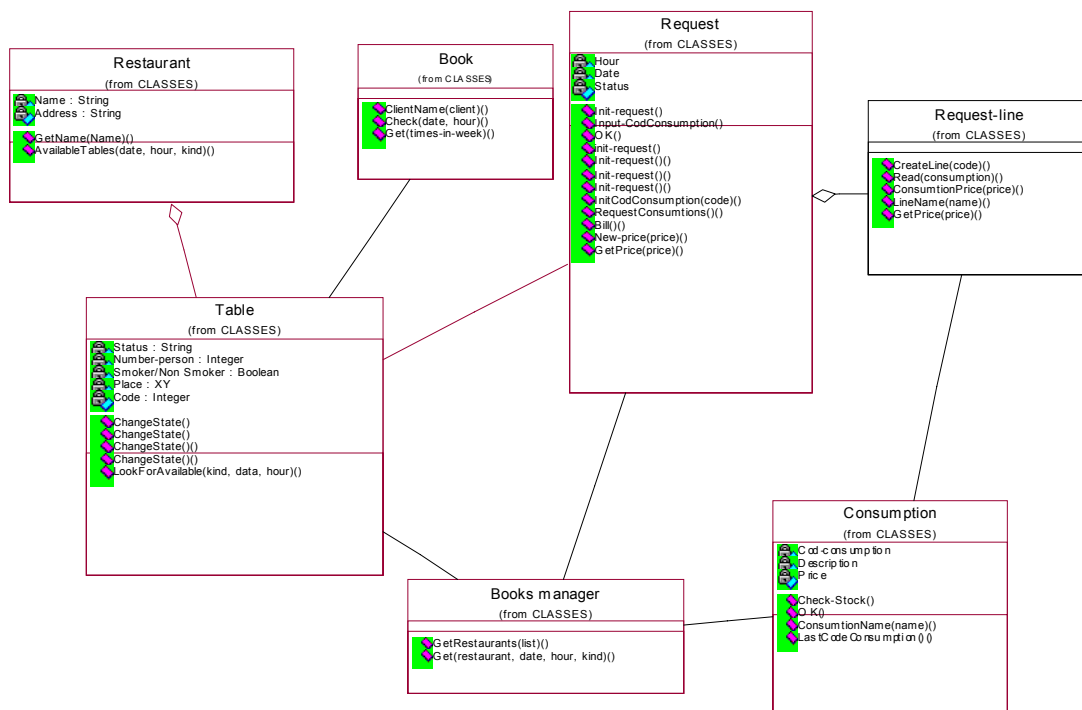 Restaurant
(from CLASSES)
Name : String
Address : String
GetName(Name)()
AvailableTables(date, hour, kind)()
Book
(from CLASSES)
ClientName(client)()
Check(date, hour)()
Get(times-in-week)()
Request
(from CLASSES)
Hour
Date
Status
Init-request()
Input-CodConsumption()
OK()
init-request()
Init-request()()
Init-request()()
Init-request()()
InitCodConsumption(code)()
RequestConsumtions()()
Bill()()
New-price(price)()
GetPrice(price)()
Request-line
(from CLASSES)
CreateLine(code)()
Read(consumption)()
ConsumtionPrice(price)()
LineName(name)()
GetPrice(price)()
Table
(from CLASSES)
Status : String
Number-person : Integer
Smoker/Non Smoker : Boolean
Place : XY
Code : Integer
ChangeState()
ChangeState()
ChangeState()()
ChangeState()()
LookForAvailable(kind, data, hour)()
Books manager
(from CLASSES)
GetRestaurants(list)()
Get(restaurant, date, hour, kind)()
Consumption
(from CLASSES)
Cod-consumption
Description
Price
Check-Stock()
OK()
ConsumtionName(name)()
LastCodeConsumption()()